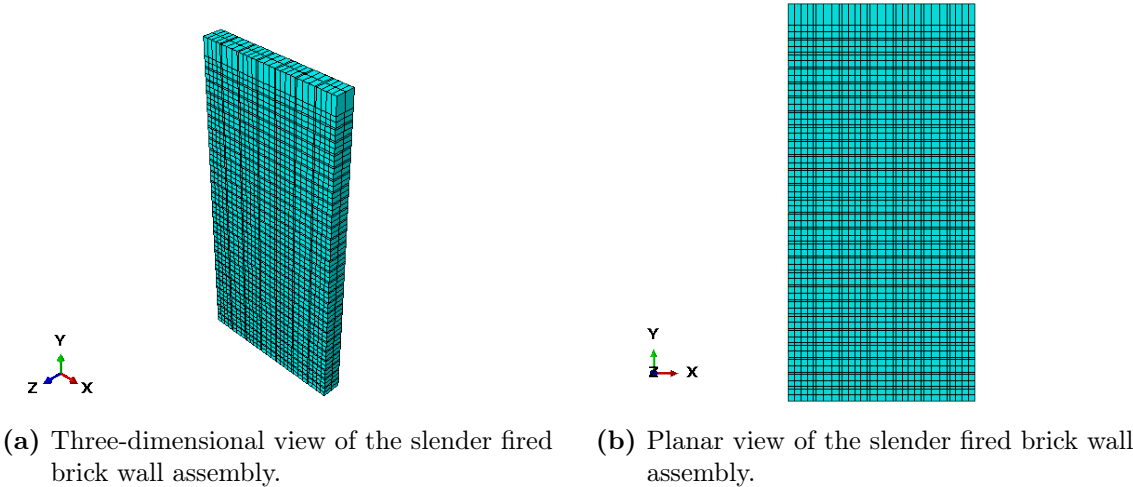 Y
Z
X
Y
Z
X
(a) Three-dimensional view of the slender fired
brick wall assembly.
(b) Planar view of the slender fired brick wall
assembly.